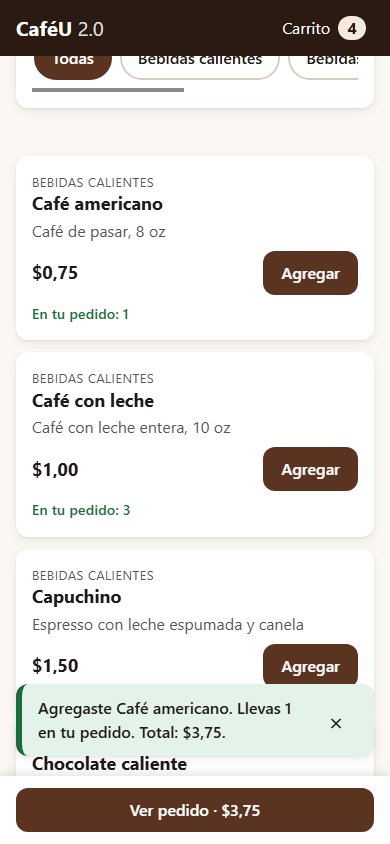 CaféU 2.0
Carrito 4
Todas
Bebidas calientes
Bebidas
BEBIDAS CALIENTES
Café americano
Café de pasar, 8 oz
$0,75
Agregar
En tu pedido: 1
BEBIDAS CALIENTES
Café con leche
Café con leche entera, 10 oz
$1,00
Agregar
En tu pedido: 3
BEBIDAS CALIENTES
Capuchino
Espresso con leche espumada y canela
$1,50
Agregar
Agregaste Café americano. Llevas 1
en tu pedido. Total: $3,75.
×
Chocolate caliente
Ver pedido · $3,75